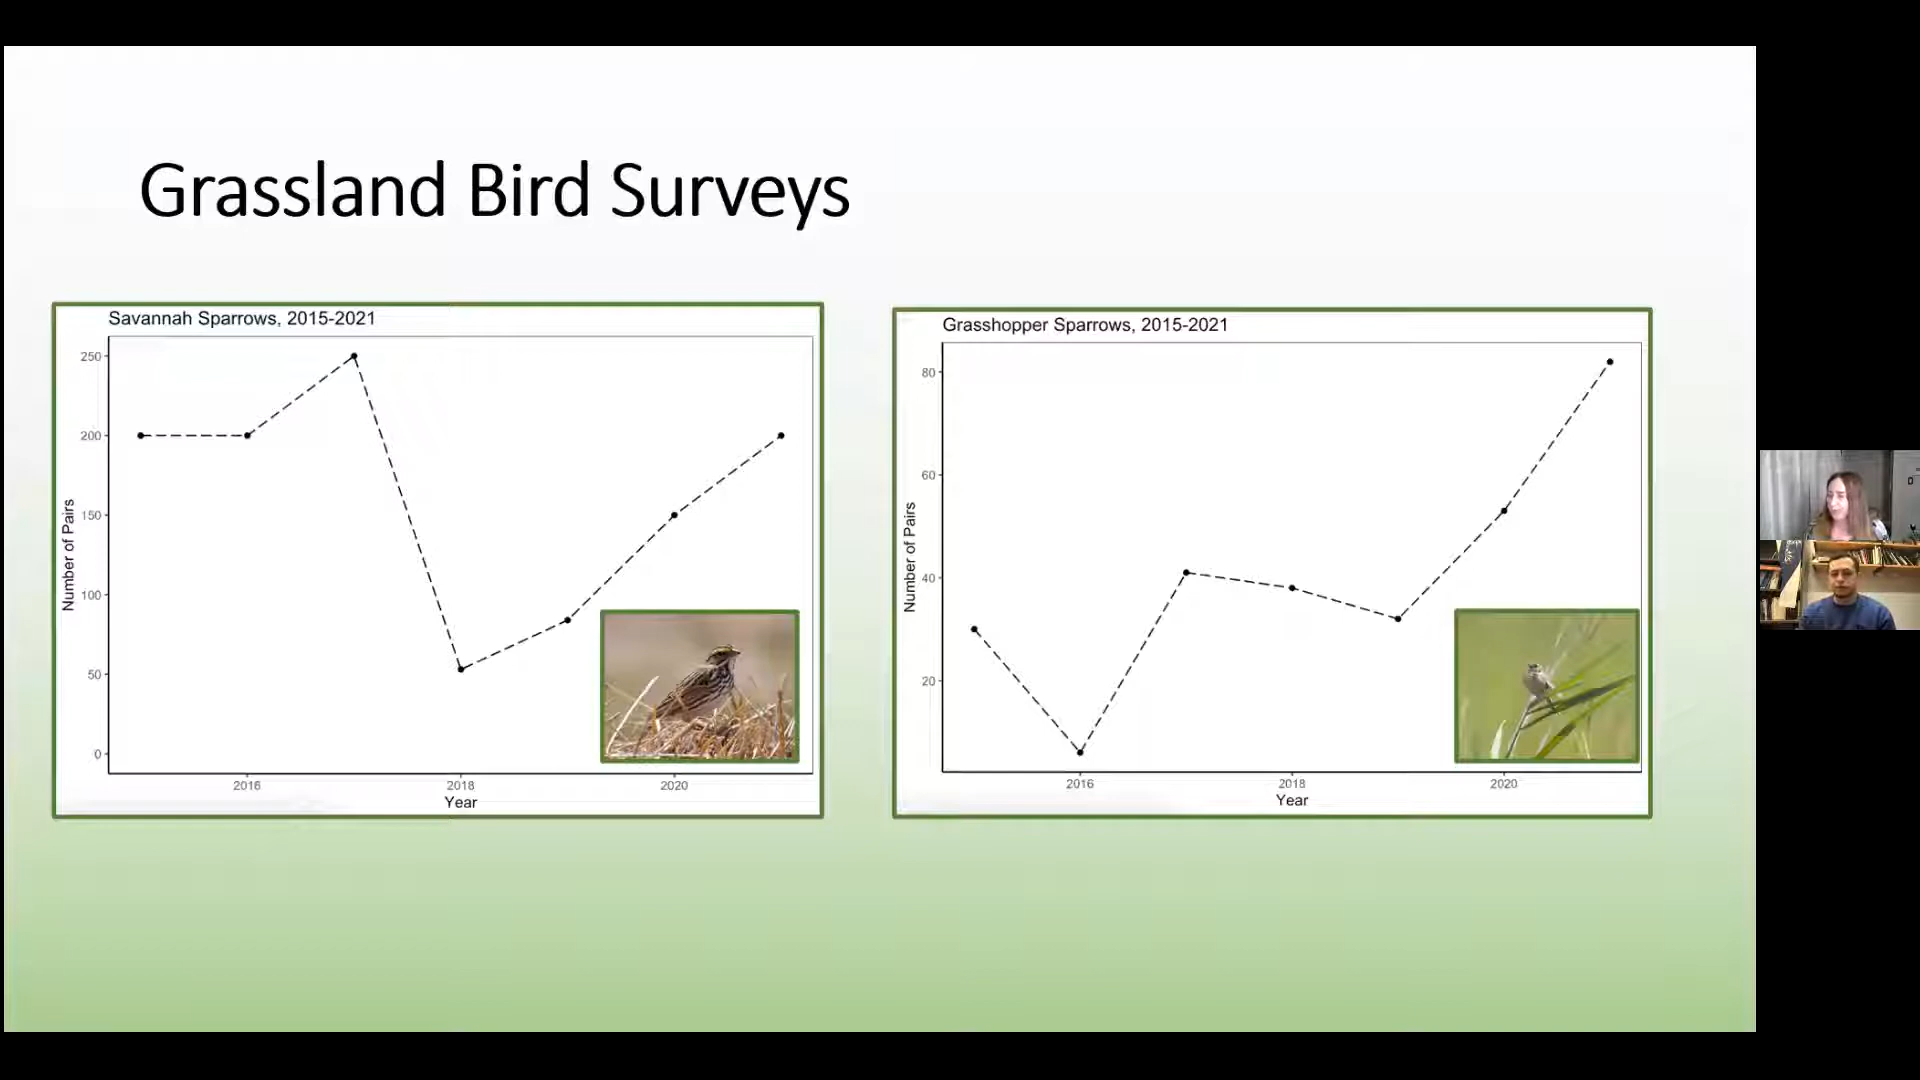 Grassland Bird Surveys
Savannah Sparrows, 2015-2021
250
200
150
100
50
0
Number of Pairs
2016
2018
2020
Year
Grasshopper Sparrows, 2015-2021
80
60
40
20
Number of Pairs
2016
2018
2020
Year